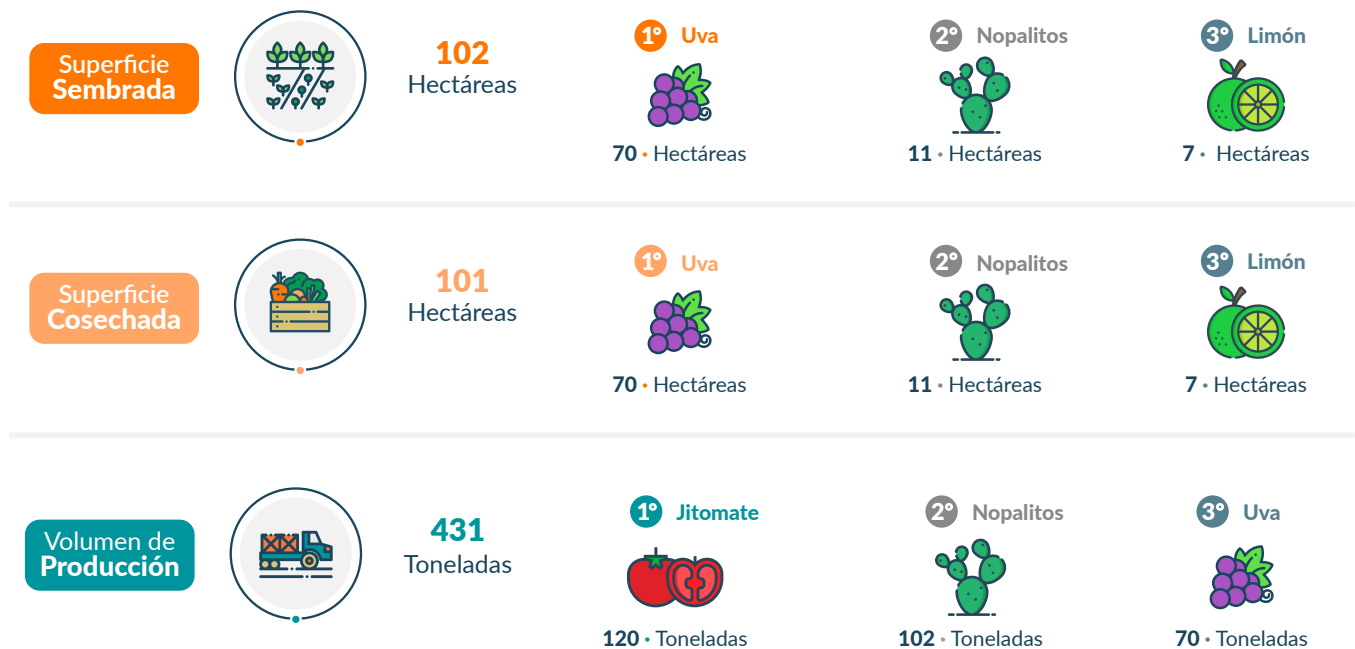 Superficie
Sembrada
102
Hectáreas
1° Uva
70 • Hectáreas
2° Nopalitos
11 • Hectáreas
3° Limón
7 • Hectáreas
Superficie
Cosechada
101
Hectáreas
1° Uva
70 • Hectáreas
2° Nopalitos
11 • Hectáreas
3° Limón
7 • Hectáreas
Volumen de
Producción
431
Toneladas
1° Jitomate
120 • Toneladas
2° Nopalitos
102 • Toneladas
3° Uva
70 • Toneladas